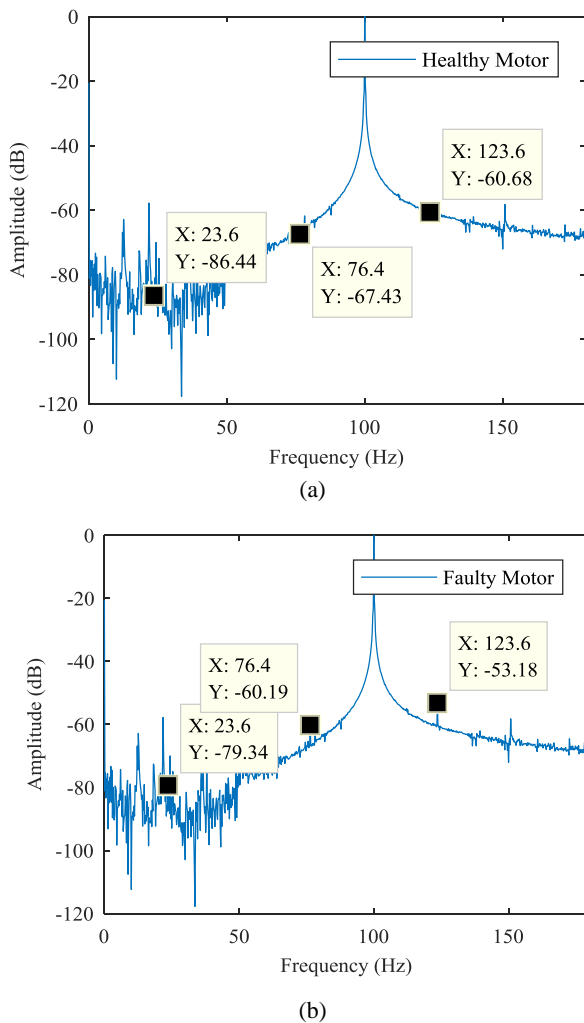 0
-20
-40
-60
-80
-100
-120
Amplitude (dB)
Healthy Motor
X: 123.6
Y: -60.68
X: 23.6
Y: -86.44
X: 76.4
Y: -67.43
0
50
100
150
Frequency (Hz)
(a)
0
-20
-40
-60
-80
-100
-120
Amplitude (dB)
Faulty Motor
X: 123.6
Y: -53.18
X: 76.4
Y: -60.19
X: 23.6
Y: -79.34
0
50
100
150
Frequency (Hz)
(b)